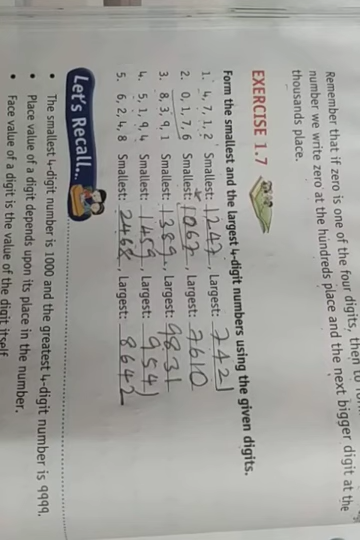 Remember that if zero is one of the four digits, then to
number we write zero at the hundreds place and the next bigger digit at the
thousands place.
EXERCISE 1.7
Form the smallest and the largest 4-digit numbers using the given digits.
1. 4, 7, 1, 2 Smallest: 1247, Largest: 7421
2. 0, 1, 7, 6 Smallest: 1067, Largest: 7610
3. 8, 3, 9, 1 Smallest: 1389, Largest: 9831
4. 5, 1, 9, 4 Smallest: 1459, Largest: 9541
5. 6, 2, 4, 8 Smallest: 2468, Largest: 8642
Let's Recall...
• The smallest 4-digit number is 1000 and the greatest 4-digit number is 9999.
• Place value of a digit depends upon its place in the number.
• Face value of a digit is the value of the digit itself